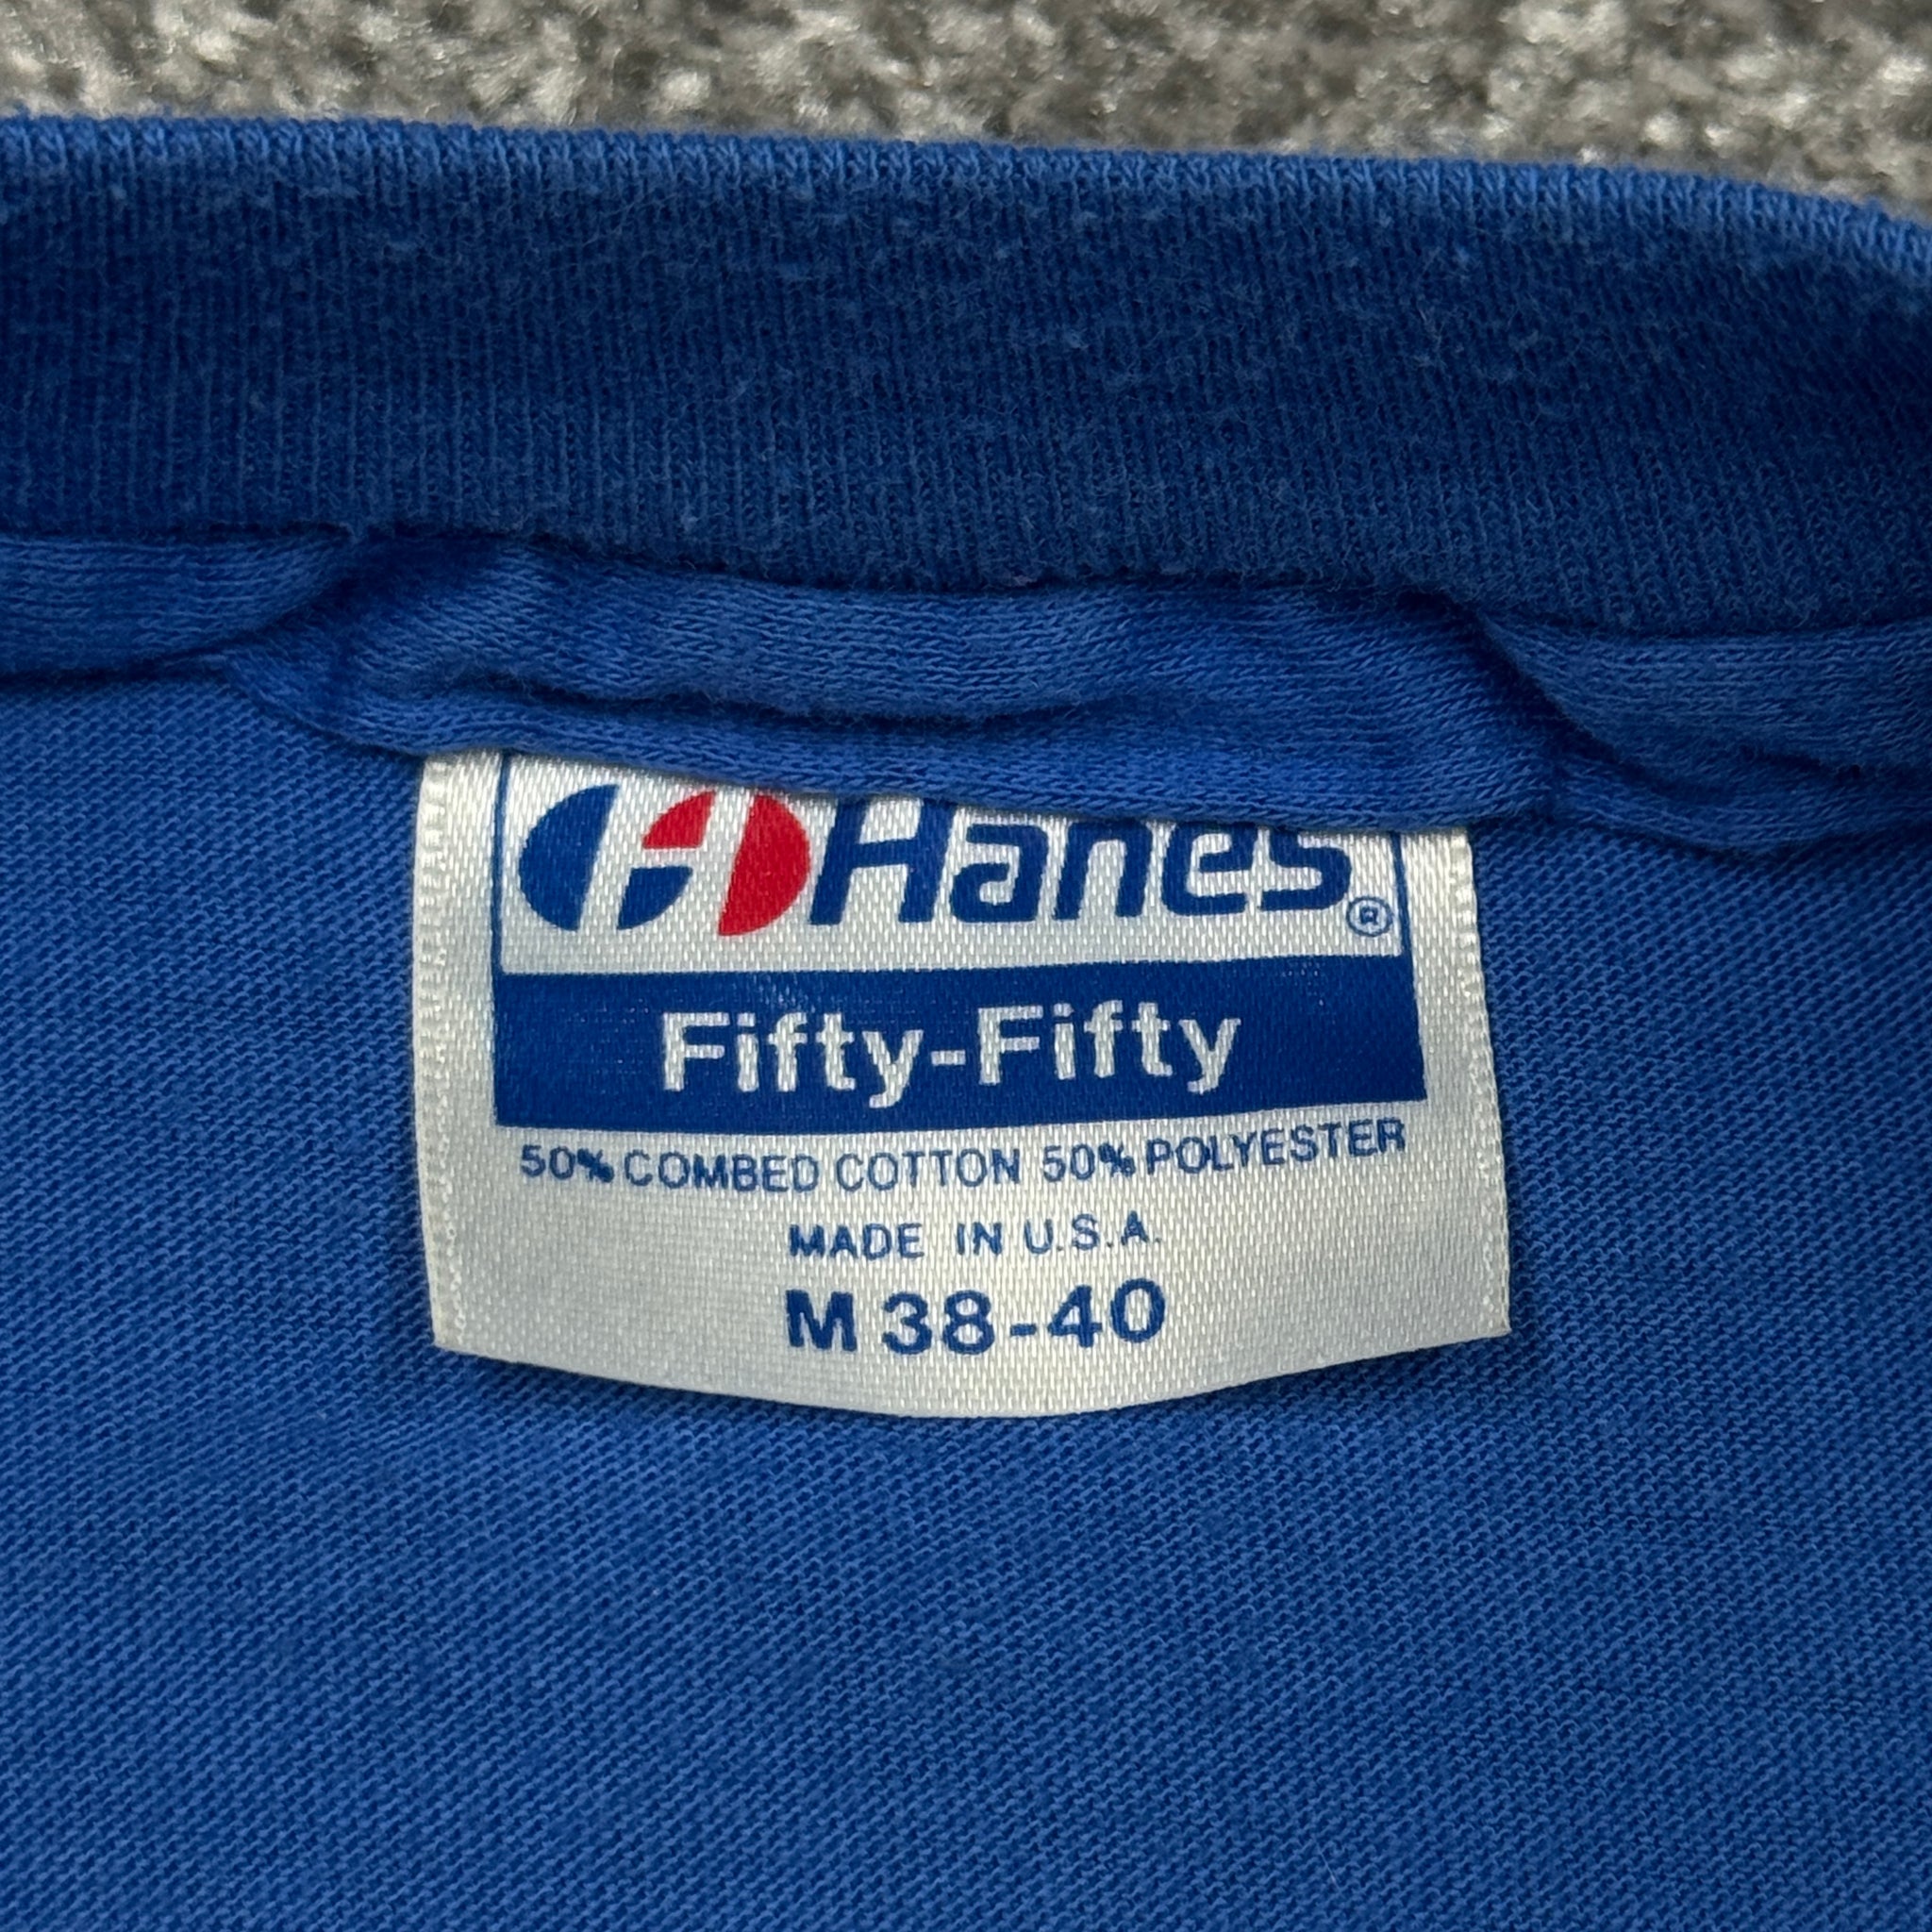 Hanes®
Fifty-Fifty
50% COMBED COTTON 50% POLYESTER
MADE IN U.S.A.
M 38-40